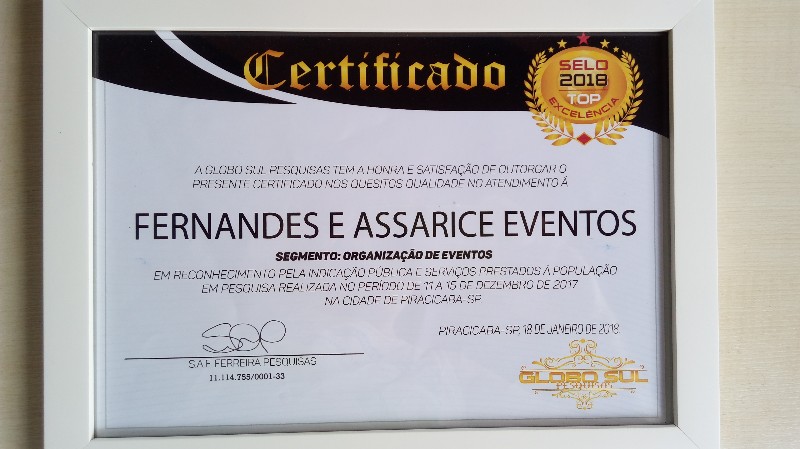 Certificado
SELO
2018
TOP
EXCELÊNCIA
A GLOBO SUL PESQUISAS TEM A HONRA E SATISFAÇÃO DE OUTORGAR O
PRESENTE CERTIFICADO NOS QUESITOS QUALIDADE NO ATENDIMENTO À
FERNANDES E ASSARICE EVENTOS
SEGMENTO: ORGANIZAÇÃO DE EVENTOS
EM RECONHECIMENTO PELA INDICAÇÃO PÚBLICA E SERVIÇOS PRESTADOS À POPULAÇÃO
EM PESQUISA REALIZADA NO PERÍODO DE 11 A 15 DE DEZEMBRO DE 2017
NA CIDADE DE PIRACICABA-SP
PIRACICABA-SP, 18 DE JANEIRO DE 2018
S.A.F. FERREIRA PESQUISAS
11.114.755/0001-33
GLOBO SUL
PESQUISAS